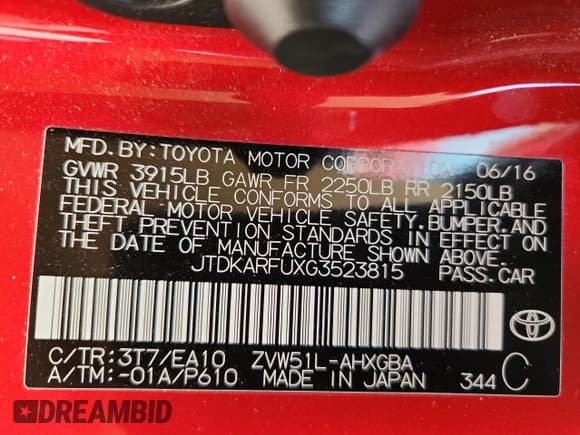 MFD. BY: TOYOTA MOTOR CORPORATION 06/16
GVWR 3915LB GAWR FR 2250LB RR 2150LB
THIS VEHICLE CONFORMS TO ALL APPLICABLE
FEDERAL MOTOR VEHICLE SAFETY, BUMPER, AND
THEFT PREVENTION STANDARDS IN EFFECT ON
THE DATE OF MANUFACTURE SHOWN ABOVE.
JTDKARFUXG3523815 PASS.CAR
C/TR:3T7/EA10 ZVW51L-AHXGBA
A/TM:-01A/P610 MADE IN JAPAN 344 C
DREAMBID